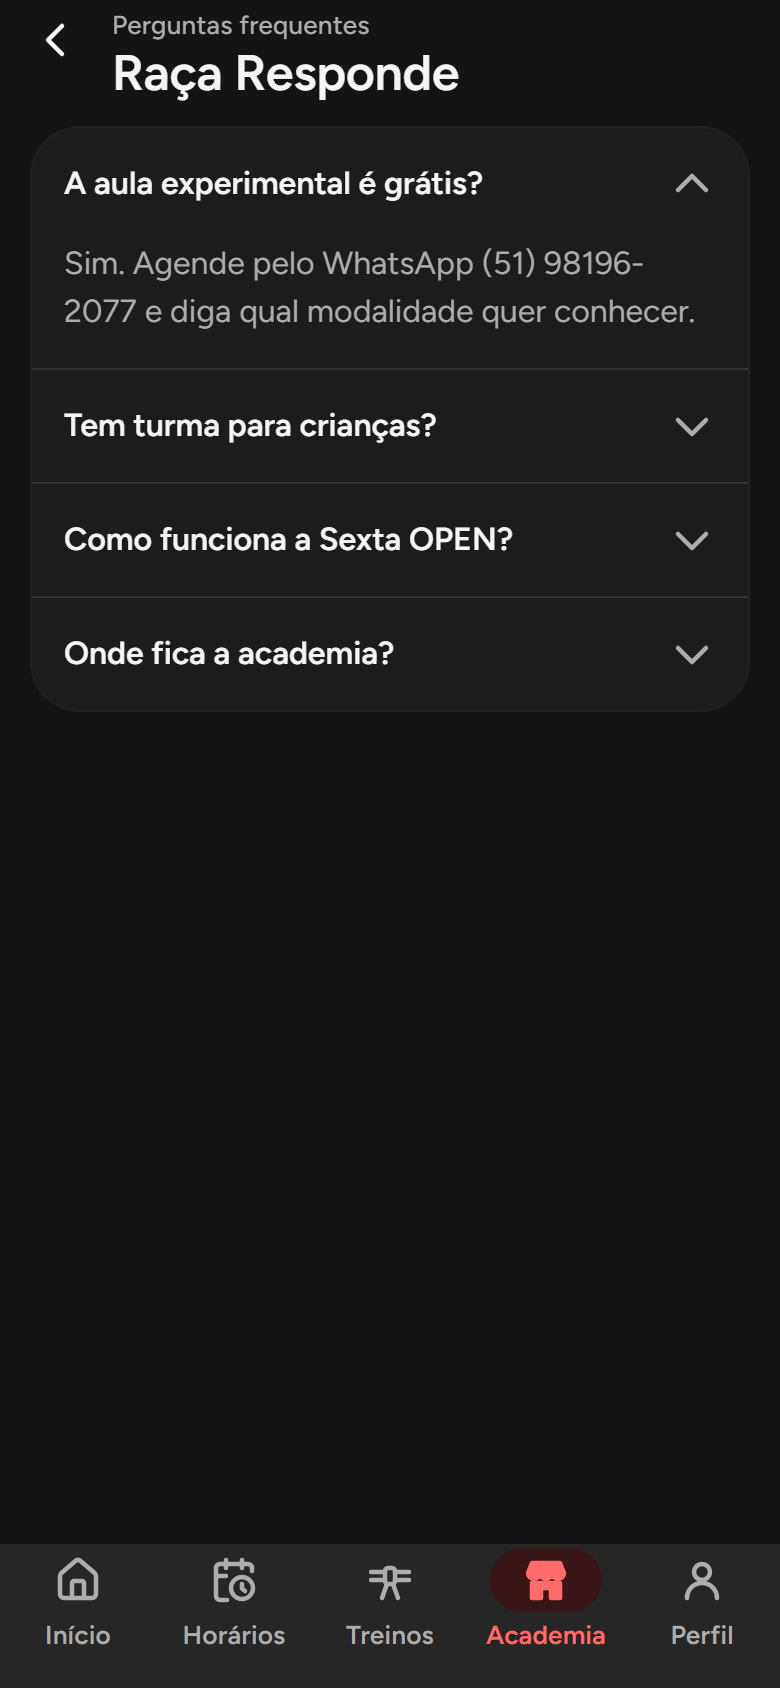 Perguntas frequentes
Raça Responde
A aula experimental é grátis?
Sim. Agende pelo WhatsApp (51) 98196-
2077 e diga qual modalidade quer conhecer.
Tem turma para crianças?
Como funciona a Sexta OPEN?
Onde fica a academia?
Início
Horários
Treinos
Academia
Perfil